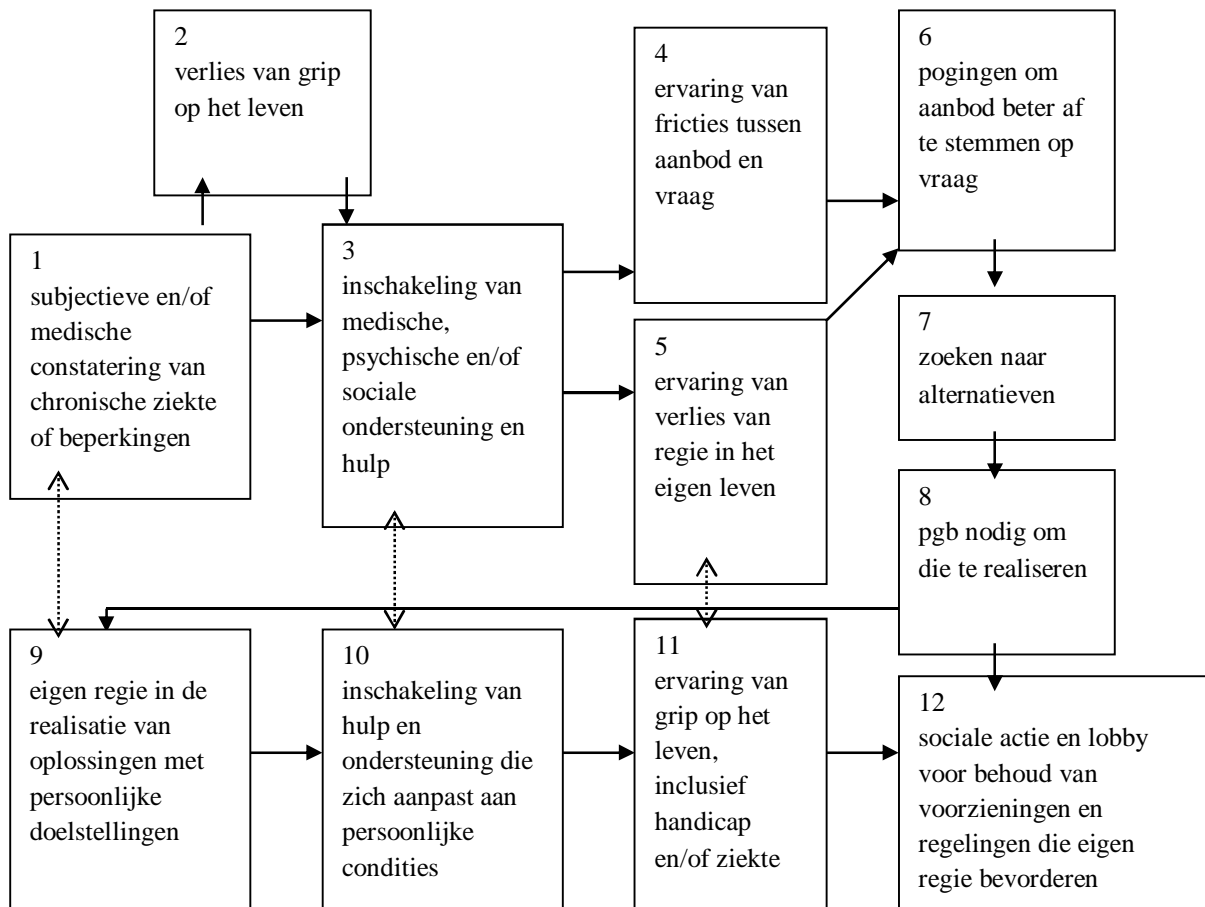 1
subjectieve en/of
medische
constatering van
chronische ziekte
of beperkingen
2
verlies van grip
op het leven
3
inschakeling van
medische,
psychische en/of
sociale
ondersteuning en
hulp
4
ervaring van
fricties tussen
aanbod en
vraag
5
ervaring van
verlies van
regie in het
eigen leven
6
pogingen om
aanbod beter af
te stemmen op
vraag
7
zoeken naar
alternatieven
8
pgb nodig om
die te realiseren
9
eigen regie in de
realisatie van
oplossingen met
persoonlijke
doelstellingen
10
inschakeling van
hulp en
ondersteuning die
zich aanpast aan
persoonlijke
condities
11
ervaring van
grip op het
leven,
inclusief
handicap
en/of ziekte
12
sociale actie en lobby
voor behoud van
voorzieningen en
regelingen die eigen
regie bevorderen